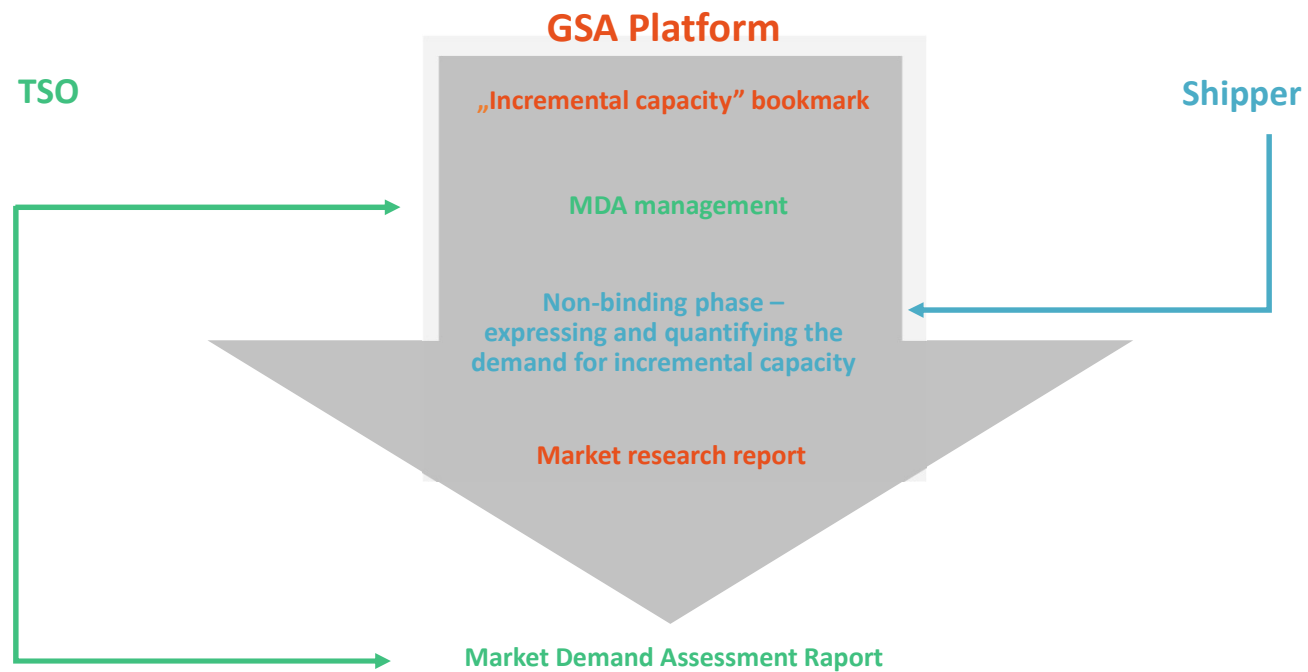 GSA Platform
TSO
„Incremental capacity” bookmark
Shipper
MDA management
Non-binding phase –
expressing and quantifying the
demand for incremental capacity
Market research report
Market Demand Assessment Raport